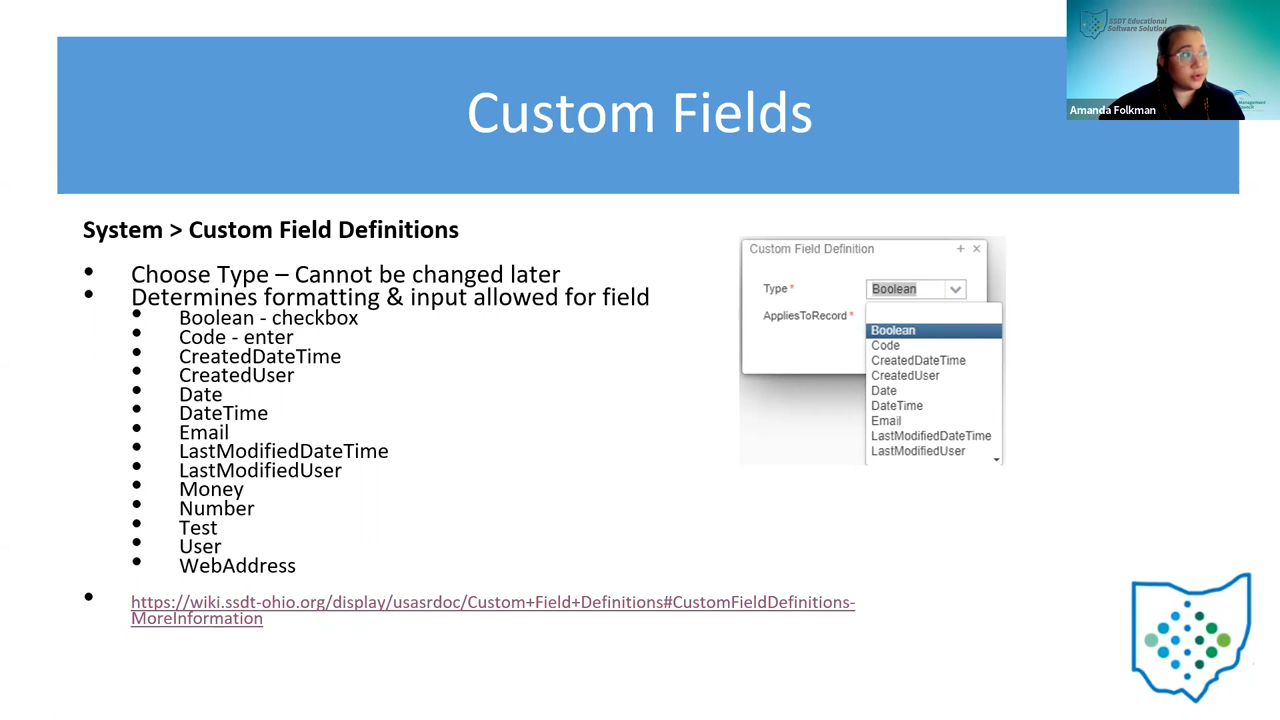 SSDT Educational
Software Solutions
Amanda Folkman
Custom Fields
System > Custom Field Definitions
• Choose Type – Cannot be changed later
• Determines formatting & input allowed for field
• Boolean - checkbox
• Code - enter
• CreatedDateTime
• CreatedUser
• Date
• DateTime
• Email
• LastModifiedDateTime
• LastModifiedUser
• Money
• Number
• Test
• User
• WebAddress
• https://wiki.ssdt-ohio.org/display/usasrdoc/Custom+Field+Definitions#CustomFieldDefinitions-
MoreInformation
Custom Field Definition + ×
Type * Boolean
AppliesToRecord *
Boolean
Code
CreatedDateTime
CreatedUser
Date
DateTime
Email
LastModifiedDateTime
LastModifiedUser